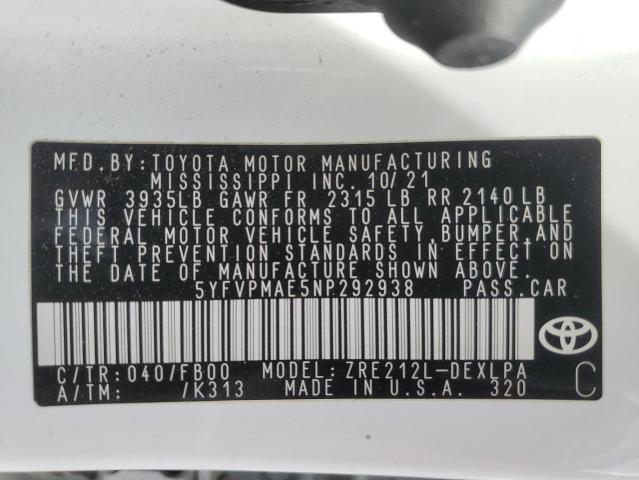 MFD. BY: TOYOTA MOTOR MANUFACTURING
MISSISSIPPI INC. 10/21
GVWR 3935LB GAWR FR 2315 LB RR 2140 LB
THIS VEHICLE CONFORMS TO ALL APPLICABLE
FEDERAL MOTOR VEHICLE SAFETY, BUMPER, AND
THEFT PREVENTION STANDARDS IN EFFECT ON
THE DATE OF MANUFACTURE SHOWN ABOVE.
5YFVPMAE5NP292938 PASS. CAR
C/TR: 040/FB00 MODEL: ZRE212L-DEXLPA
A/TM: /K313 MADE IN U.S.A. 320
C